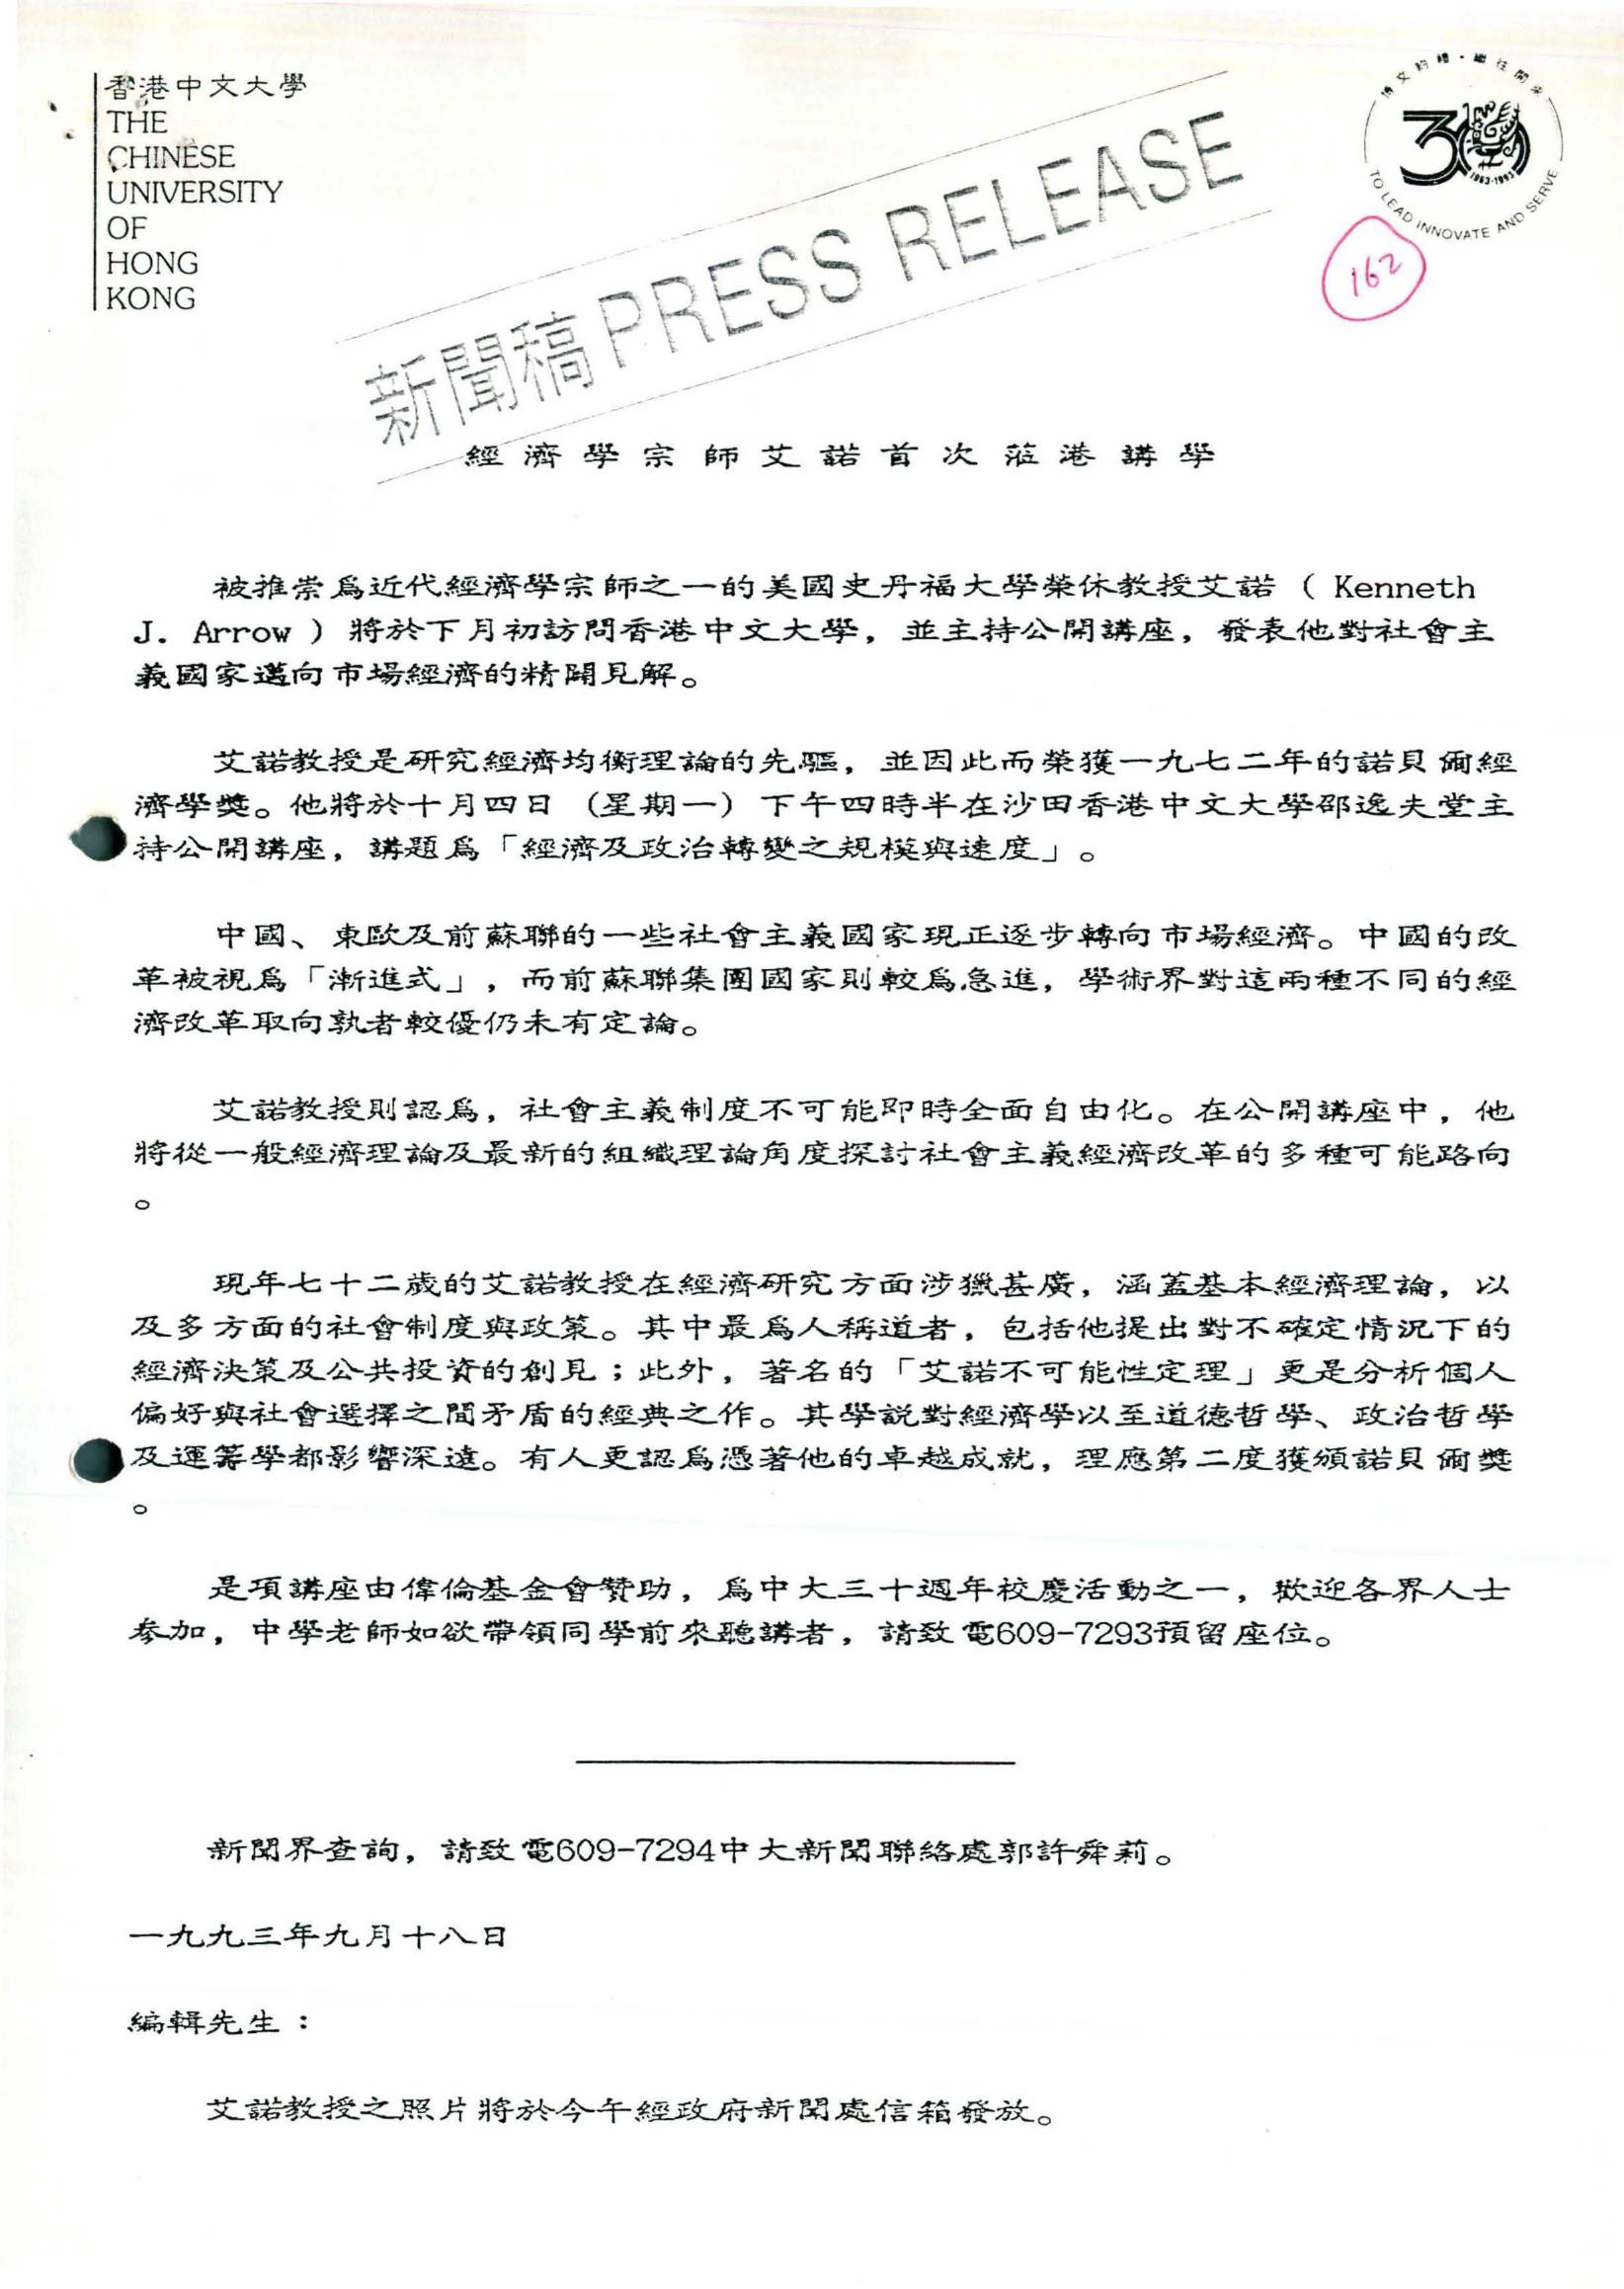 香港中文大學
THE
CHINESE
UNIVERSITY
OF
HONG
KONG
博文約禮・繼往開來
30
1963-1993
TO LEAD INNOVATE AND SERVE
162
新聞稿 PRESS RELEASE
經濟學宗師艾諾首次蒞港講學
被推崇爲近代經濟學宗師之一的美國史丹福大學榮休教授艾諾 ( Kenneth
J. Arrow ) 將於下月初訪問香港中文大學，並主持公開講座，發表他對社會主
義國家邁向市場經濟的精闢見解。
艾諾教授是研究經濟均衡理論的先驅，並因此而榮獲一九七二年的諾貝爾經
濟學獎。他將於十月四日 (星期一) 下午四時半在沙田香港中文大學邵逸夫堂主
持公開講座，講題爲「經濟及政治轉變之規模與速度」。
中國、東歐及前蘇聯的一些社會主義國家現正逐步轉向市場經濟。中國的改
革被視爲「漸進式」，而前蘇聯集團國家則較爲急進，學術界對這兩種不同的經
濟改革取向孰者較優仍未有定論。
艾諾教授則認爲，社會主義制度不可能即時全面自由化。在公開講座中，他
將從一般經濟理論及最新的組織理論角度探討社會主義經濟改革的多種可能路向
。
現年七十二歲的艾諾教授在經濟研究方面涉獵甚廣，涵蓋基本經濟理論，以
及多方面的社會制度與政策。其中最爲人稱道者，包括他提出對不確定情況下的
經濟決策及公共投資的創見；此外，著名的「艾諾不可能性定理」更是分析個人
偏好與社會選擇之間矛盾的經典之作。其學説對經濟學以至道德哲學、政治哲學
及運籌學都影響深遠。有人更認爲憑著他的卓越成就，理應第二度獲頒諾貝爾獎
。
是項講座由偉倫基金會贊助，爲中大三十週年校慶活動之一，歡迎各界人士
參加，中學老師如欲帶領同學前來聽講者，請致電609-7293預留座位。
新聞界查詢，請致電609-7294中大新聞聯絡處郭許舜莉。
一九九三年九月十八日
編輯先生：
艾諾教授之照片將於今午經政府新聞處信箱發放。